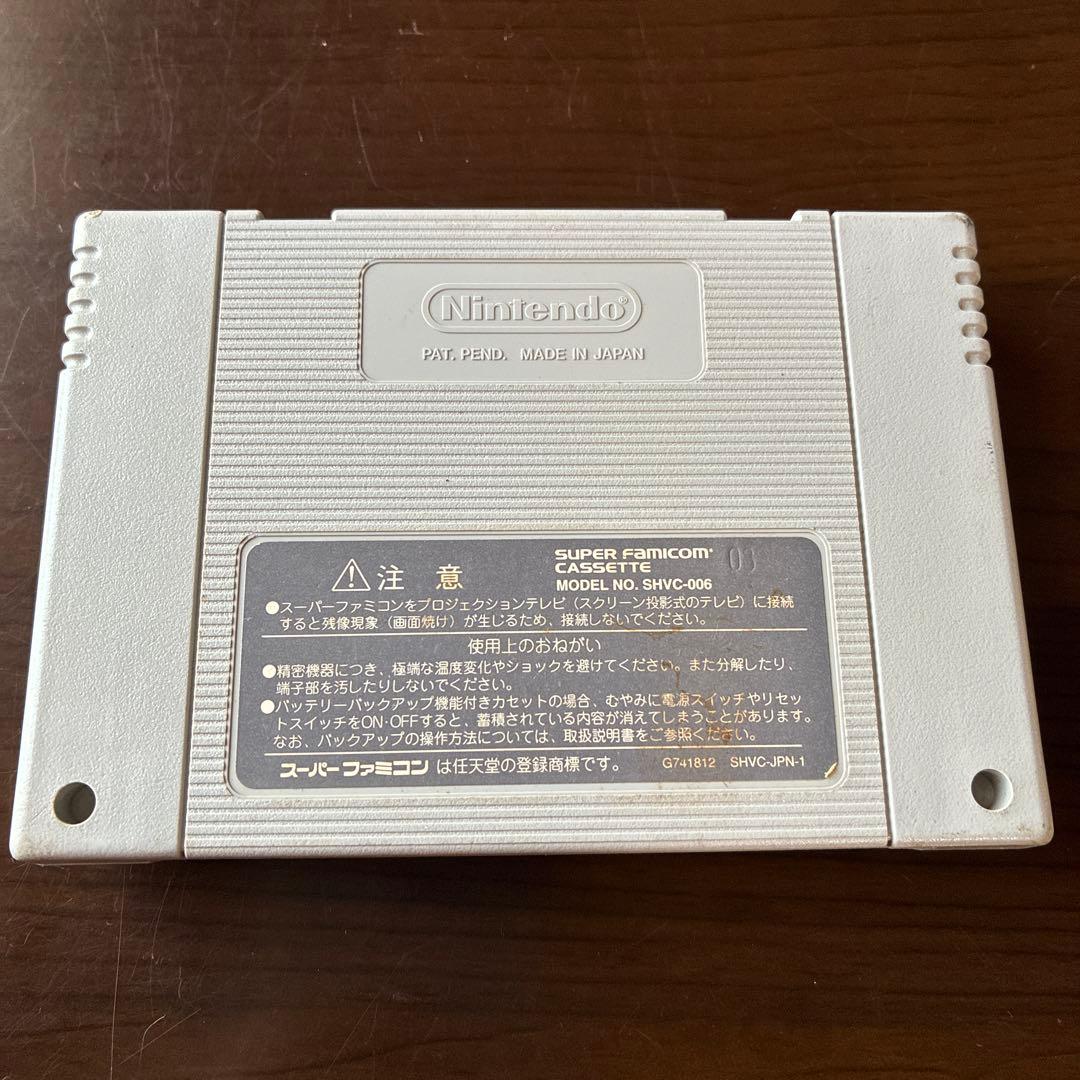 Nintendo®
PAT. PEND. MADE IN JAPAN
⚠注 意
SUPER FAMICOM®
CASSETTE
MODEL NO. SHVC-006
●スーパーファミコンをプロジェクションテレビ（スクリーン投影式のテレビ）に接続
すると残像現象（画面焼け）が生じるため、接続しないでください。
使用上のおねがい
●精密機器につき、極端な温度変化やショックを避けてください。また分解したり、
端子部を汚したりしないでください。
●バッテリーバックアップ機能付きカセットの場合、むやみに電源スイッチやリセッ
トスイッチをON·OFFすると、蓄積されている内容が消えてしまうことがあります。
なお、バックアップの操作方法については、取扱説明書をご参照ください。
スーパーファミコン は任天堂の登録商標です。 G741812 SHVC-JPN-1